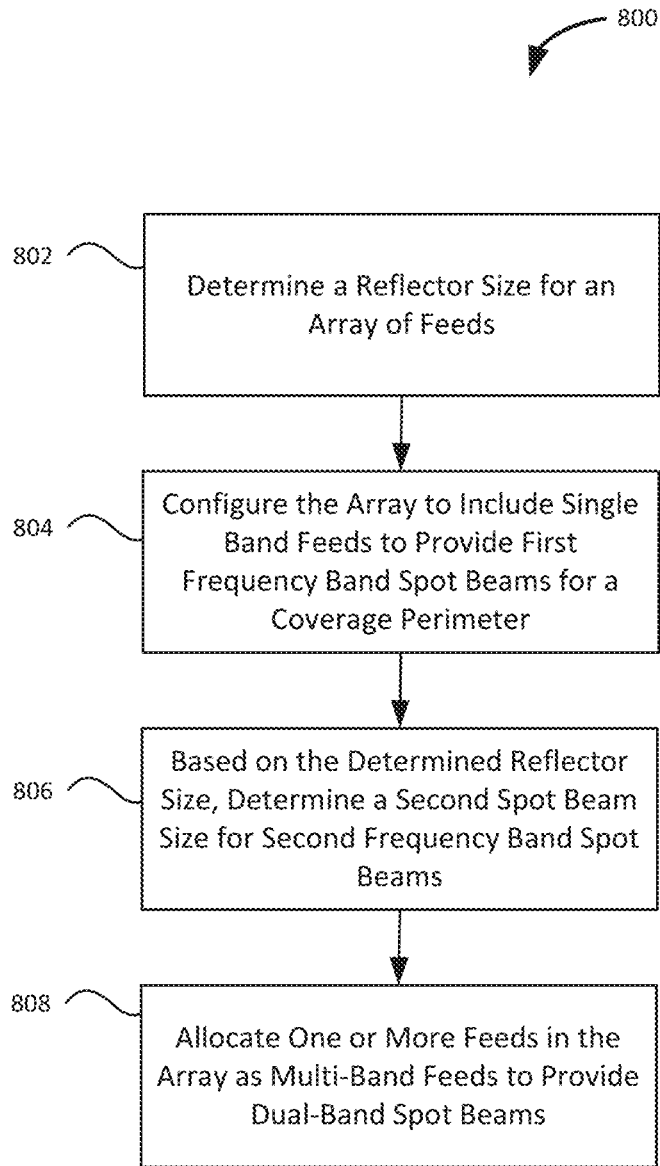 800
802
Determine a Reflector Size for an
Array of Feeds
804
Configure the Array to Include Single
Band Feeds to Provide First
Frequency Band Spot Beams for a
Coverage Perimeter
806
Based on the Determined Reflector
Size, Determine a Second Spot Beam
Size for Second Frequency Band Spot
Beams
808
Allocate One or More Feeds in the
Array as Multi-Band Feeds to Provide
Dual-Band Spot Beams